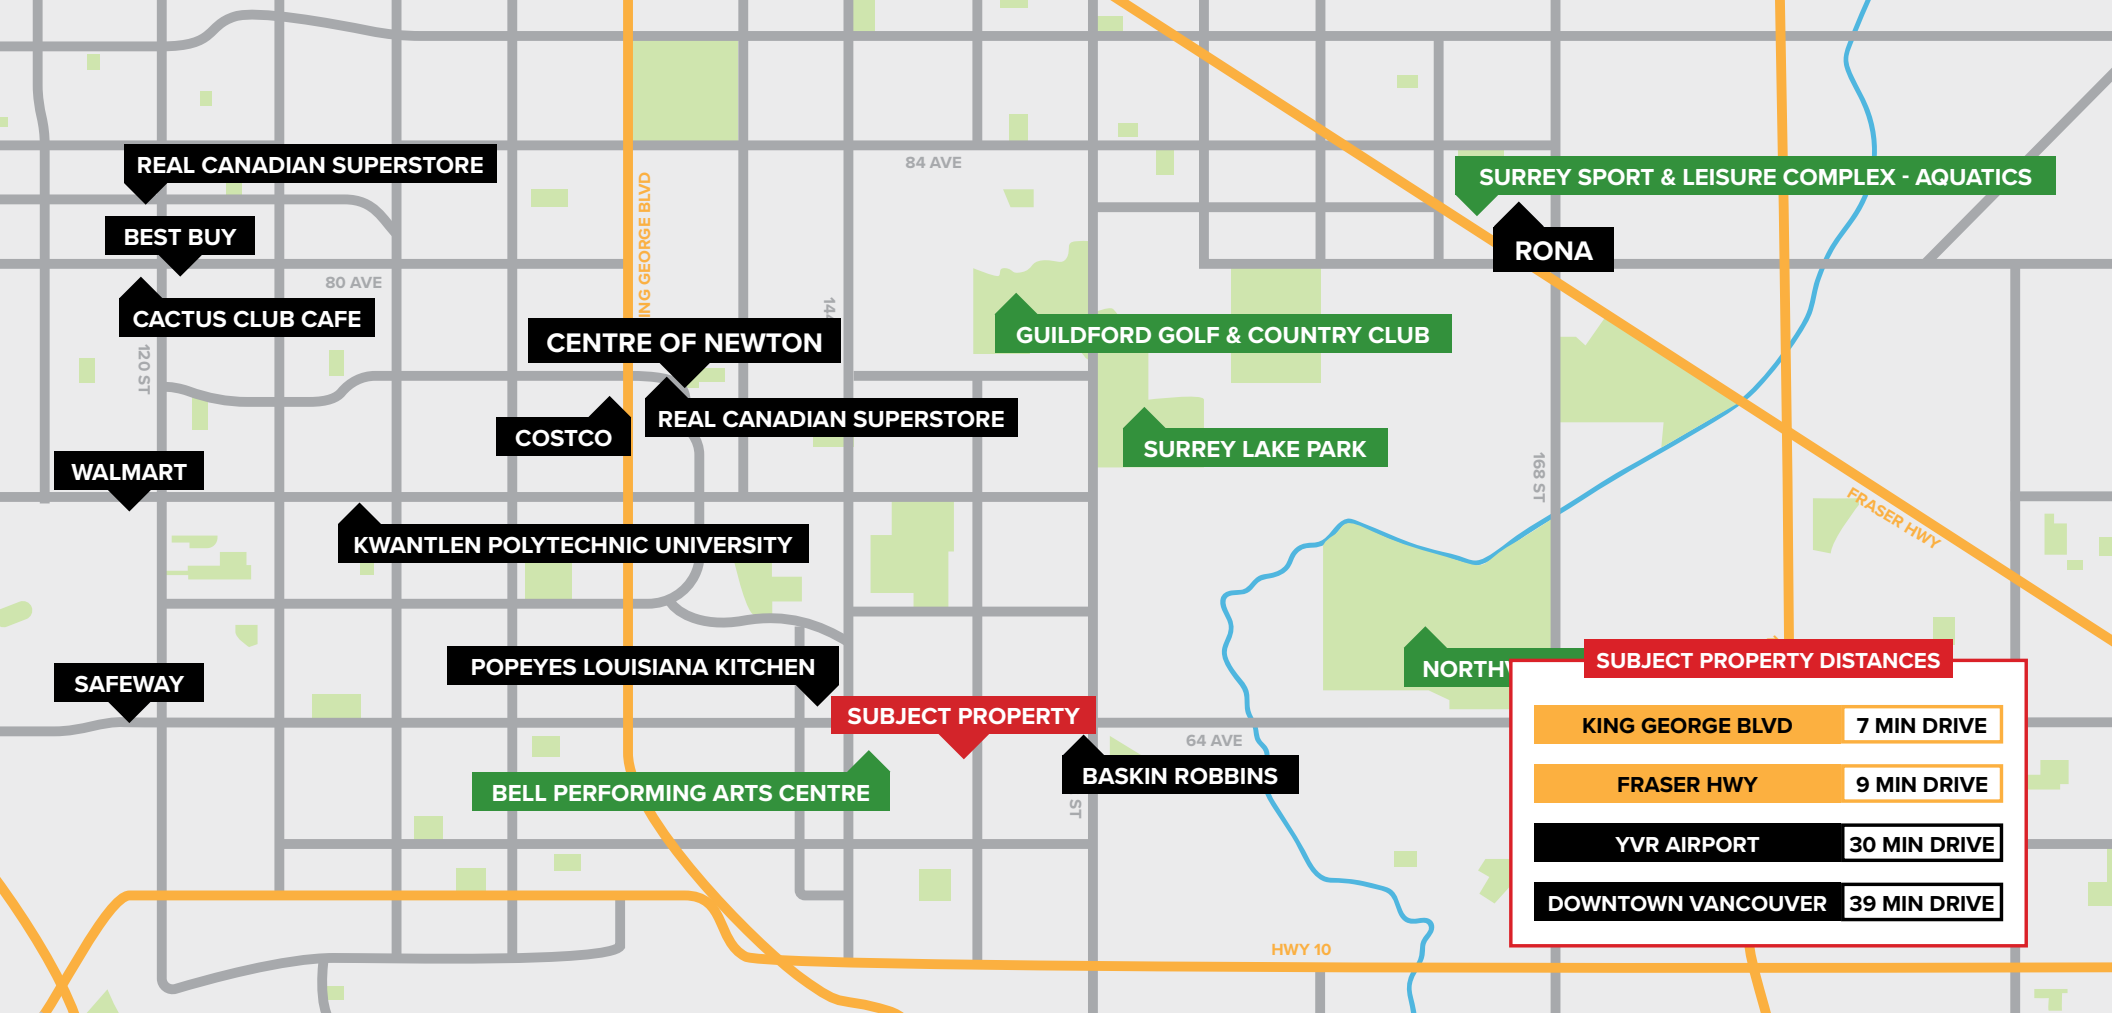 84 AVE
REAL CANADIAN SUPERSTORE
SURREY SPORT & LEISURE COMPLEX - AQUATICS
BEST BUY
RONA
80 AVE
CACTUS CLUB CAFE
GUILDFORD GOLF & COUNTRY CLUB
CENTRE OF NEWTON
120 ST
REAL CANADIAN SUPERSTORE
COSTCO
SURREY LAKE PARK
WALMART
168 ST
FRASER HWY
KWANTLEN POLYTECHNIC UNIVERSITY
POPEYES LOUISIANA KITCHEN
SAFEWAY
SUBJECT PROPERTY
64 AVE
BASKIN ROBBINS
BELL PERFORMING ARTS CENTRE
ST
HWY 10
SUBJECT PROPERTY DISTANCES
KING GEORGE BLVD 7 MIN DRIVE
FRASER HWY 9 MIN DRIVE
YVR AIRPORT 30 MIN DRIVE
DOWNTOWN VANCOUVER 39 MIN DRIVE
GEORGE BLVD